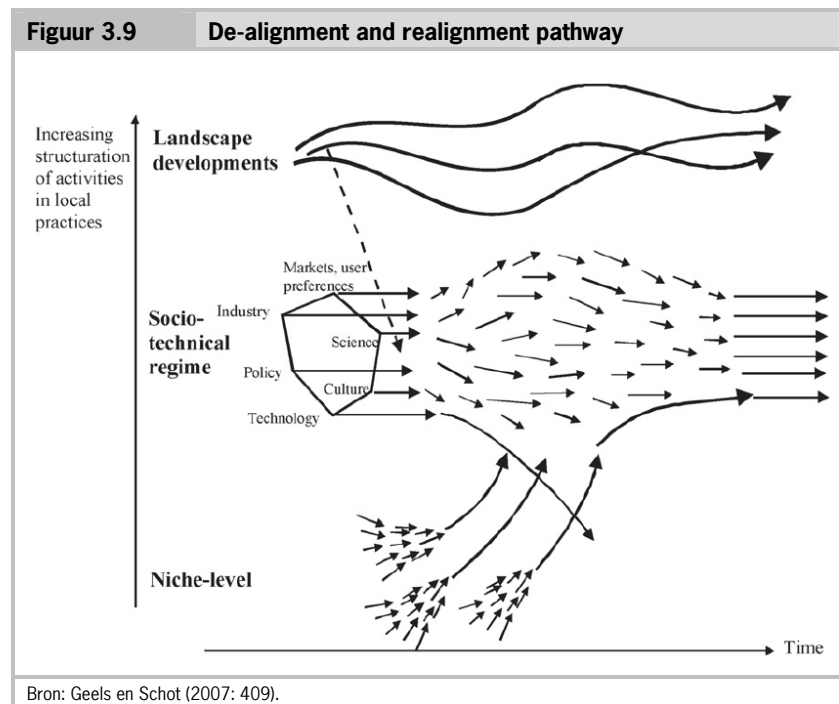 Figuur 3.9 De-alignment and realignment pathway
Increasing
structuration
of activities
in local
practices
Landscape
developments
Markets, user
preferences
Industry
Science
Socio-
technical
regime
Policy
Culture
Technology
Niche-level
Time
Bron: Geels en Schot (2007: 409).